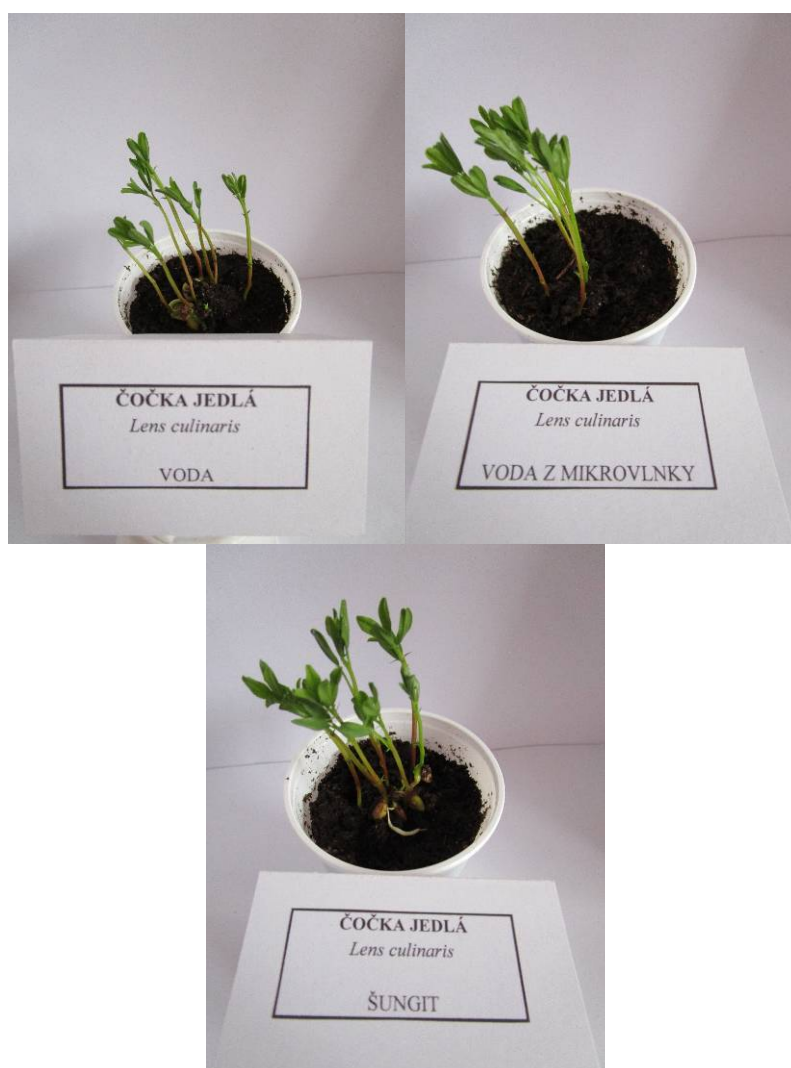 ČOČKA JEDLÁ
Lens culinaris
VODA
ČOČKA JEDLÁ
Lens culinaris
VODA Z MIKROVLNKY
ČOČKA JEDLÁ
Lens culinaris
ŠUNGIT